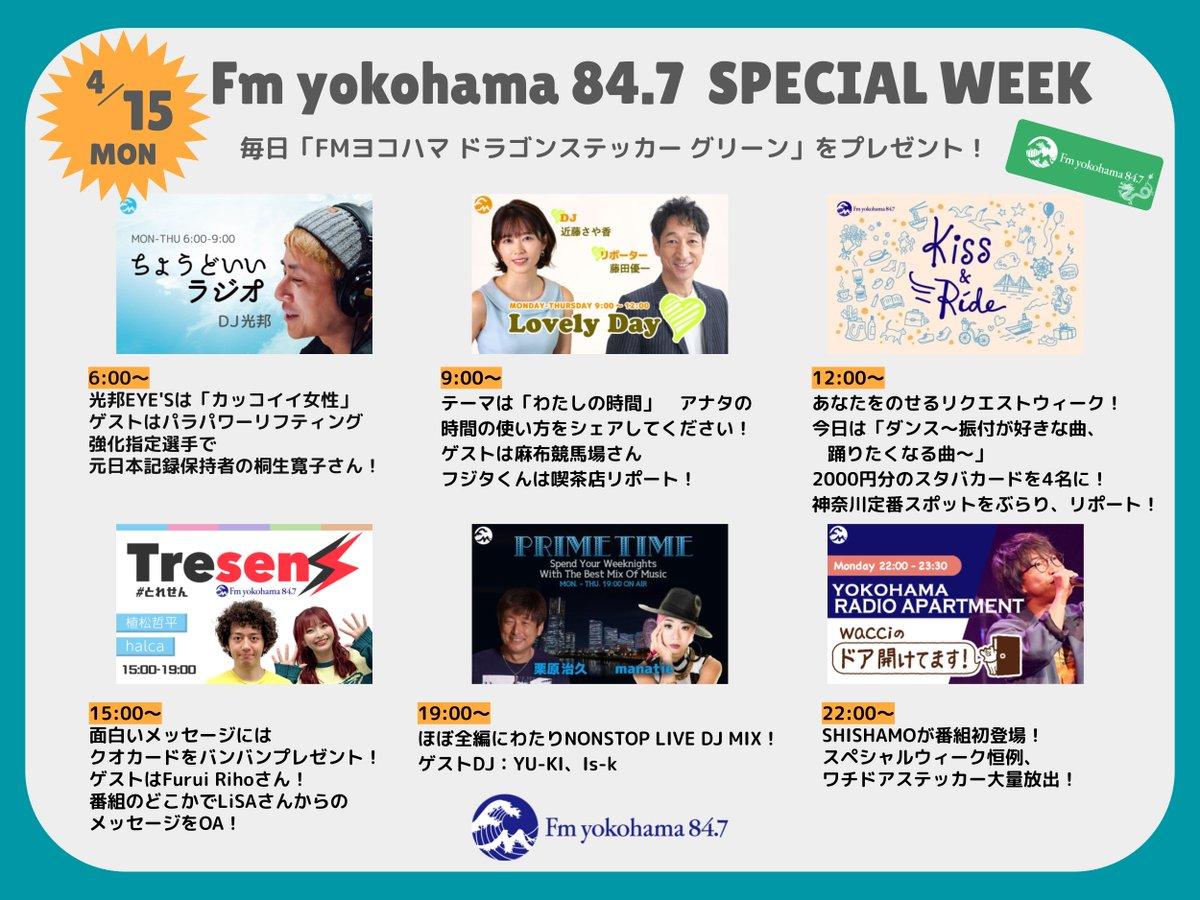 4/15
MON
Fm yokohama 84.7 SPECIAL WEEK
毎日「FMヨコハマ ドラゴンステッカー グリーン」をプレゼント！
Fm yokohama 84.7
MON-THU 6:00-9:00
ちょうどいい
ラジオ
DJ光邦
6:00〜
光邦EYE'Sは「カッコイイ女性」
ゲストはパラパワーリフティング
強化指定選手で
元日本記録保持者の桐生寛子さん！
DJ
近藤さや香
リポーター
藤田優一
MONDAY-THURSDAY 9:00〜12:00
Lovely Day
9:00〜
テーマは「わたしの時間」　アナタの
時間の使い方をシェアしてください！
ゲストは麻布競馬場さん
フジタくんは喫茶店リポート！
Fm yokohama 84.7
Kiss
&
Ride
12:00〜
あなたをのせるリクエストウィーク！
今日は「ダンス〜振付が好きな曲、
踊りたくなる曲〜」
2000円分のスタバカードを4名に！
神奈川定番スポットをぶらり、リポート！
Tresen
#とれせん
Fm yokohama 84.7
植松哲平
halca
15:00-19:00
15:00〜
面白いメッセージには
クオカードをバンバンプレゼント！
ゲストはFurui Rihoさん！
番組のどこかでLiSAさんからの
メッセージをOA！
PRIME TIME
Spend Your Weeknights
With The Best Mix Of Music
MON. - THU. 19:00 ON AIR
栗原治久
manatie
19:00〜
ほぼ全編にわたりNONSTOP LIVE DJ MIX！
ゲストDJ：YU-KI、Is-k
Monday 22:00 - 23:30
YOKOHAMA
RADIO APARTMENT
wacciの
ドア開けてます！
22:00〜
SHISHAMOが番組初登場！
スペシャルウィーク恒例、
ワチドアステッカー大量放出！
Fm yokohama 84.7